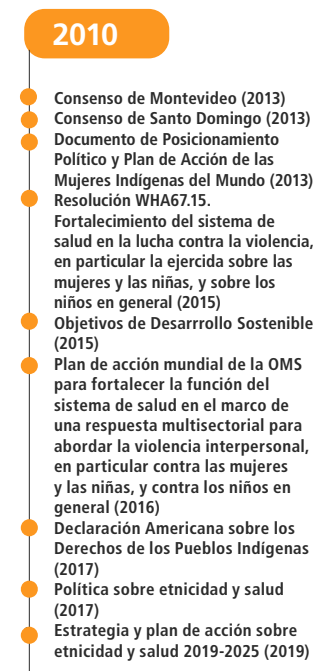 2010
Consenso de Montevideo (2013)
Consenso de Santo Domingo (2013)
Documento de Posicionamiento
Político y Plan de Acción de las
Mujeres Indígenas del Mundo (2013)
Resolución WHA67.15.
Fortalecimiento del sistema de
salud en la lucha contra la violencia,
en particular la ejercida sobre las
mujeres y las niñas, y sobre los
niños en general (2015)
Objetivos de Desarrrollo Sostenible
(2015)
Plan de acción mundial de la OMS
para fortalecer la función del
sistema de salud en el marco de
una respuesta multisectorial para
abordar la violencia interpersonal,
en particular contra las mujeres
y las niñas, y contra los niños en
general (2016)
Declaración Americana sobre los
Derechos de los Pueblos Indígenas
(2017)
Política sobre etnicidad y salud
(2017)
Estrategia y plan de acción sobre
etnicidad y salud 2019-2025 (2019)